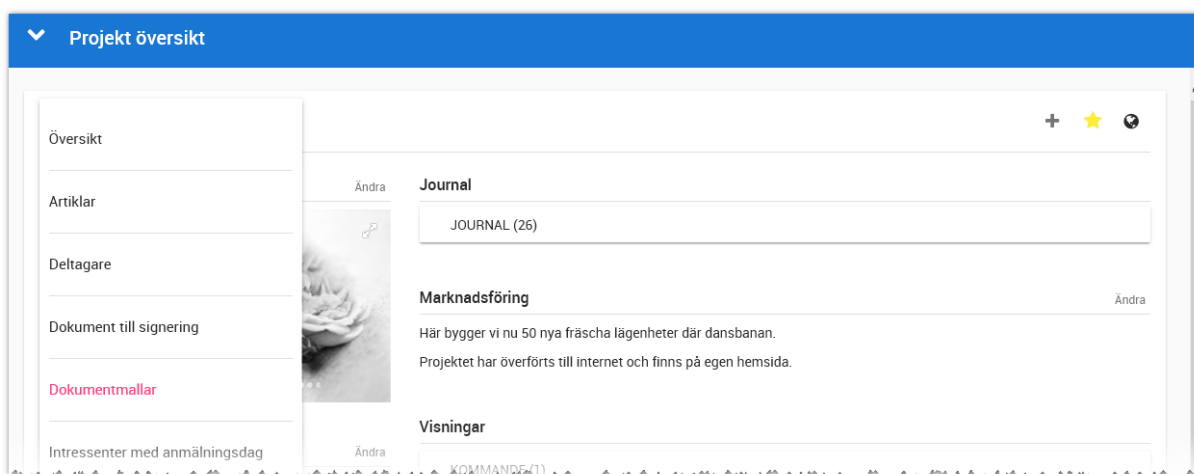 Projekt översikt
Översikt
Artiklar
Deltagare
Dokument till signering
Dokumentmallar
Intressenter med anmälningsdag
Ändra
Ändra
Journal
JOURNAL (26)
Marknadsföring
Ändra
Här bygger vi nu 50 nya fräscha lägenheter där dansbanan.
Projektet har överförts till internet och finns på egen hemsida.
Visningar
KOMMANDE (1)